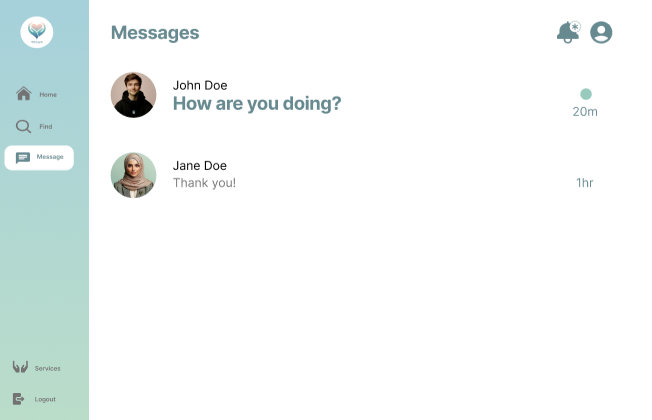 Messages
Home
Find
Message
John Doe
How are you doing?
20m
Jane Doe
Thank you!
1hr
Services
Logout